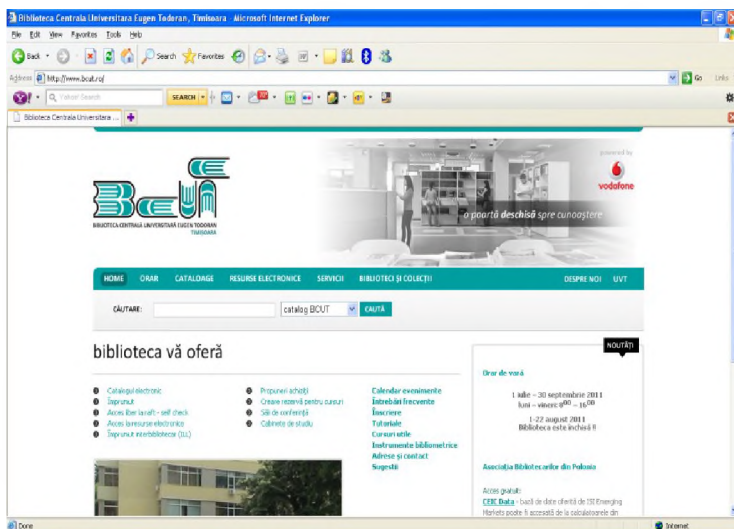 Biblioteca Centrala Universitara Eugen Todoran, Timisoara - Microsoft Internet Explorer
File Edit View Favorites Tools Help
Back Search Favorites
Address http://www.bcut.ro/ Go Links
Yahoo! Search SEARCH
Biblioteca Centrala Universitara ...
BCUT
BIBLIOTECA CENTRALĂ UNIVERSITARĂ EUGEN TODORAN
TIMIȘOARA
powered by
vodafone
o poartă deschisă spre cunoaștere
HOME ORAR CATALOAGE RESURSE ELECTRONICE SERVICII BIBLIOTECI ȘI COLECȚII DESPRE NOI UVT
CĂUTARE: catalog BCUT CAUTĂ
biblioteca vă oferă
Catalogul electronic
Împrumut
Acces liber la raft - self check
Acces la resurse electronice
Împrumut interbibliotecar (ILL)
Propuneri achiziții
Creare rezervă pentru cursuri
Săli de conferință
Cabinete de studiu
Calendar evenimente
Întrebări frecvente
Înscriere
Tutoriale
Cursuri utile
Instrumente bibliometrice
Adrese și contact
Sugestii
NOUTĂȚI
Orar de vară
1 iulie – 30 septembrie 2011
luni – vineri: 8⁰⁰ – 16⁰⁰
1-22 august 2011
Biblioteca este închisă !!
Asociația Bibliotecarilor din Polonia
Acces gratuit:
CEIC Data - bază de date oferită de ISI Emerging
Markets poate fi accesată de la calculatoarele din
Done Internet